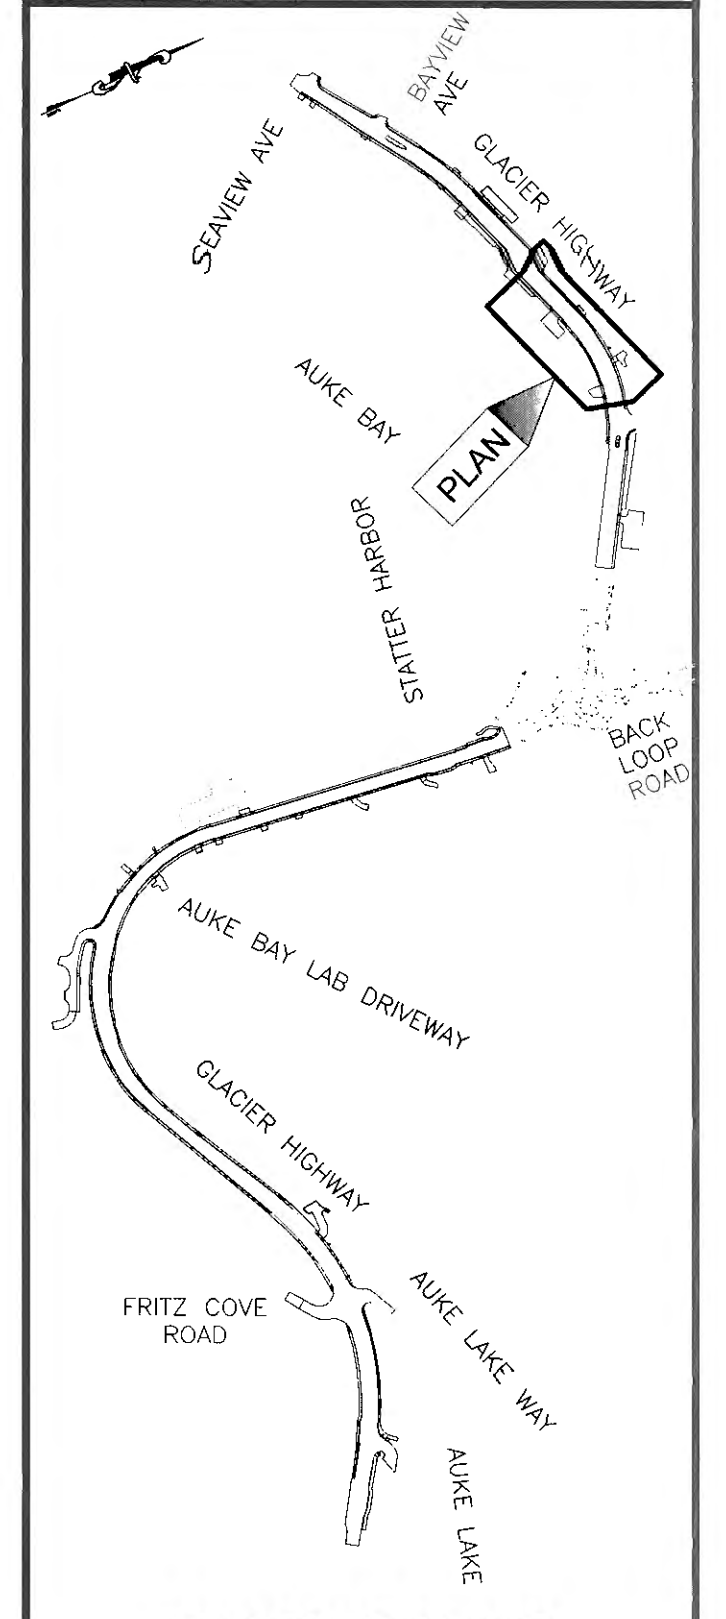 BAYVIEW
AVE
GLACIER HIGHWAY
SEAVIEW AVE
AUKE BAY
PLAN
STATTER HARBOR
BACK
LOOP
ROAD
AUKE BAY LAB DRIVEWAY
GLACIER HIGHWAY
FRITZ COVE
ROAD
AUKE LAKE WAY
AUKE LAKE